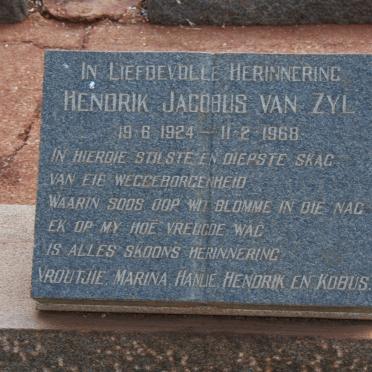 IN LIEFDEVOLLE HERINNERING
HENDRIK JACOBUS VAN ZYL
19·6·1924 – 11·2·1968
IN HIERDIE STILSTE EN DIEPSTE SKAG
VAN EIE WEGGEBORGENHEID
WAARIN SOOS OOP WIT BLOMME IN DIE NAG
EK OP MY HOË VREUGDE WAG
IS ALLES SKOONS HERINNERING
VROUTJIE, MARINA, HANLIE, HENDRIK EN KOBUS.